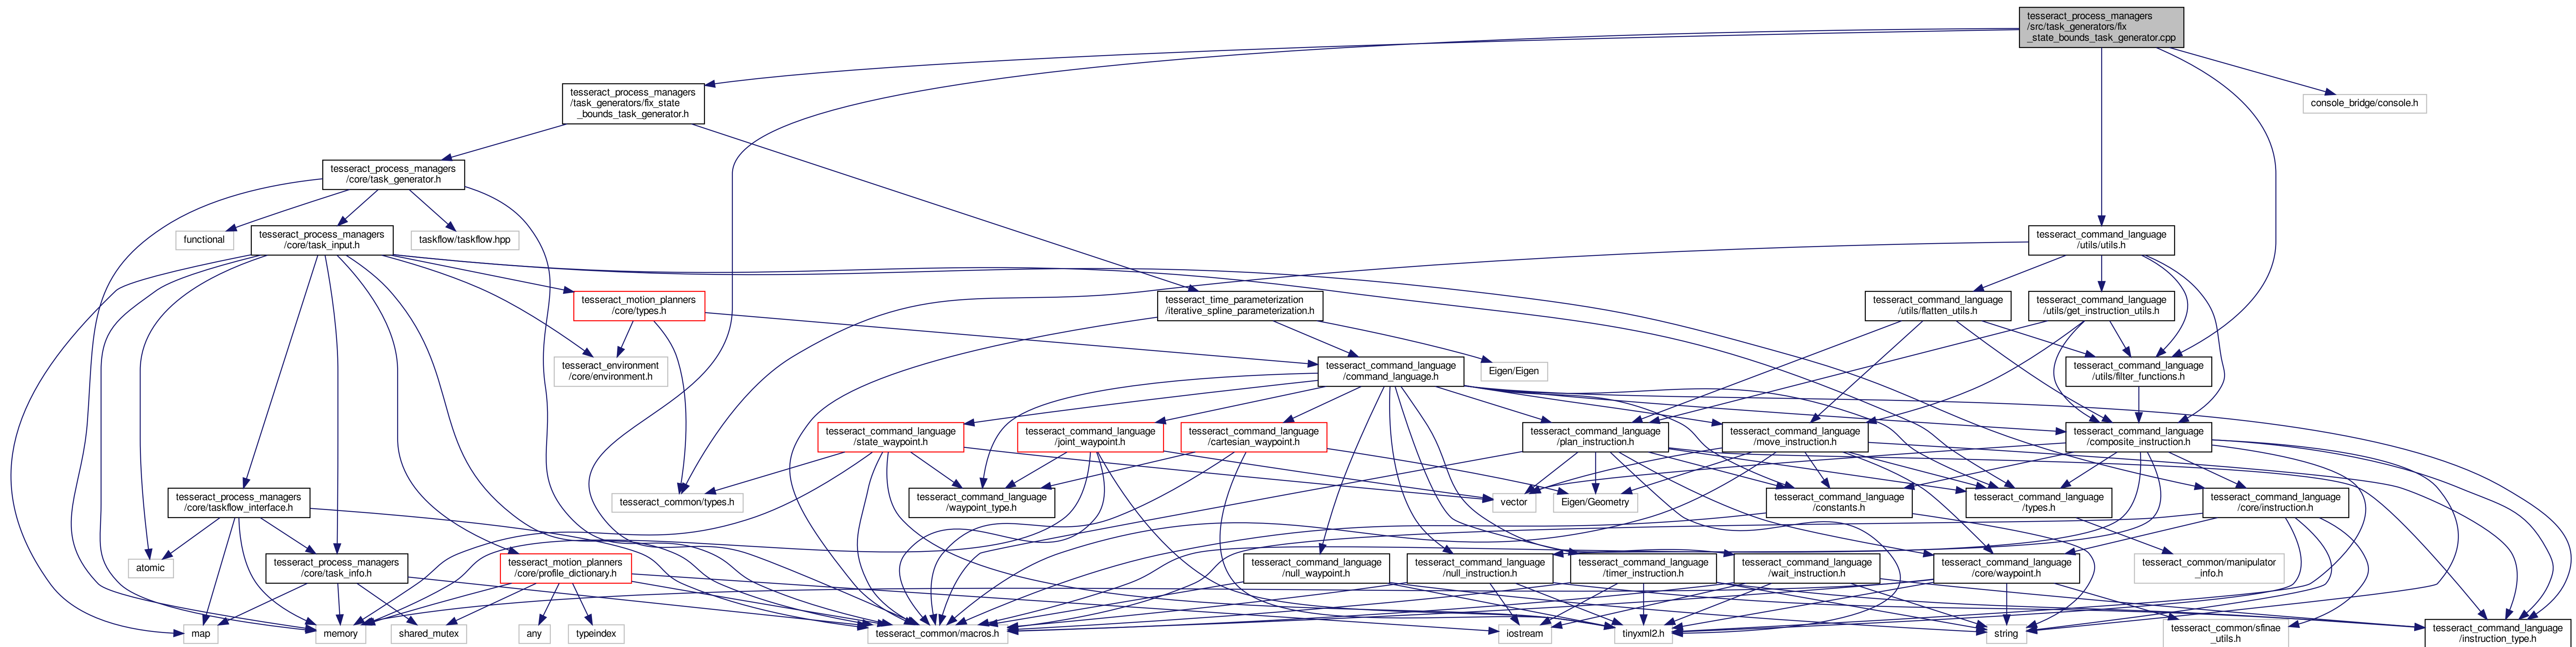 tesseract_process_managers
/src/task_generators/fix
_state_bounds_task_generator.cpp
tesseract_process_managers
/task_generators/fix_state
_bounds_task_generator.h
console_bridge/console.h
tesseract_process_managers
/core/task_generator.h
functional
tesseract_process_managers
/core/task_input.h
taskflow/taskflow.hpp
tesseract_command_language
/utils/utils.h
tesseract_motion_planners
/core/types.h
tesseract_time_parameterization
/iterative_spline_parameterization.h
tesseract_command_language
/utils/flatten_utils.h
tesseract_command_language
/utils/get_instruction_utils.h
tesseract_environment
/core/environment.h
tesseract_command_language
/command_language.h
Eigen/Eigen
tesseract_command_language
/utils/filter_functions.h
tesseract_command_language
/state_waypoint.h
tesseract_command_language
/joint_waypoint.h
tesseract_command_language
/cartesian_waypoint.h
tesseract_command_language
/plan_instruction.h
tesseract_command_language
/move_instruction.h
tesseract_command_language
/composite_instruction.h
tesseract_process_managers
/core/taskflow_interface.h
tesseract_common/types.h
tesseract_command_language
/waypoint_type.h
vector
Eigen/Geometry
tesseract_command_language
/constants.h
tesseract_command_language
/types.h
tesseract_command_language
/core/instruction.h
atomic
tesseract_process_managers
/core/task_info.h
tesseract_motion_planners
/core/profile_dictionary.h
tesseract_command_language
/null_waypoint.h
tesseract_command_language
/null_instruction.h
tesseract_command_language
/timer_instruction.h
tesseract_command_language
/wait_instruction.h
tesseract_command_language
/core/waypoint.h
tesseract_common/manipulator
_info.h
map
memory
shared_mutex
any
typeindex
tesseract_common/macros.h
iostream
tinyxml2.h
string
tesseract_common/sfinae
_utils.h
tesseract_command_language
/instruction_type.h